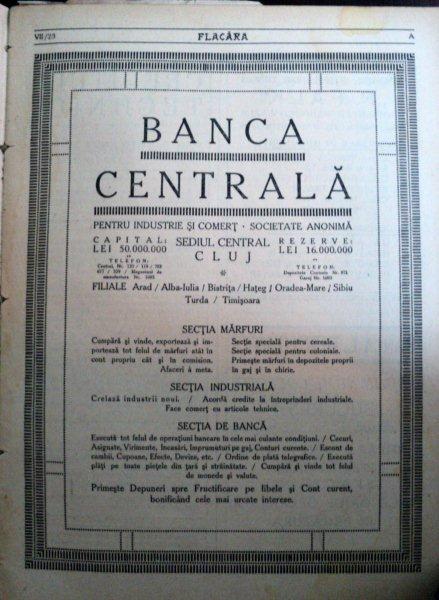 VII/23 FLACĂRA A
BANCA
CENTRALĂ
PENTRU INDUSTRIE ȘI COMERȚ · SOCIETATE ANONIMĂ
CAPITAL:
LEI 50.000.000
TELEFON:
SEDIUL CENTRAL
CLUJ
REZERVE:
LEI 16.000.000
TELEFON:
FILIALE Arad / Alba-Iulia / Bistrița / Hațeg / Oradea-Mare / Sibiu
Turda / Timișoara
SECȚIA MĂRFURI
Cumpără și vinde, exportează și im-
portează tot felul de mărfuri atât în
cont propriu cât și în comision.
Afaceri à meta.
Secție specială pentru cereale.
Secție specială pentru coloniale.
Primește mărfuri în depozitele proprii
în gaj și în chirie.
SECȚIA INDUSTRIALĂ
Crelază industrii noui. / Acordă credite la întreprinderi industriale.
Face comerț cu articole tehnice.
SECȚIA DE BANCĂ
Execută tot felul de operațiuni bancare în cele mai culante condițiuni. / Cecuri,
Asignate, Virimente, Incasări, Imprumuturi pe gaj, Conturi curente. / Escont de
cambii, Cupoane, Efecte, Devize, etc. / Ordine de plată telegrafice. / Execută
plăți pe toate piețele din țară și străinătate. / Cumpără și vinde tot felul
de monede și valute.
Primește Depuneri spre Fructificare pe libele și Cont curent,
bonificând cele mai urcate interese.